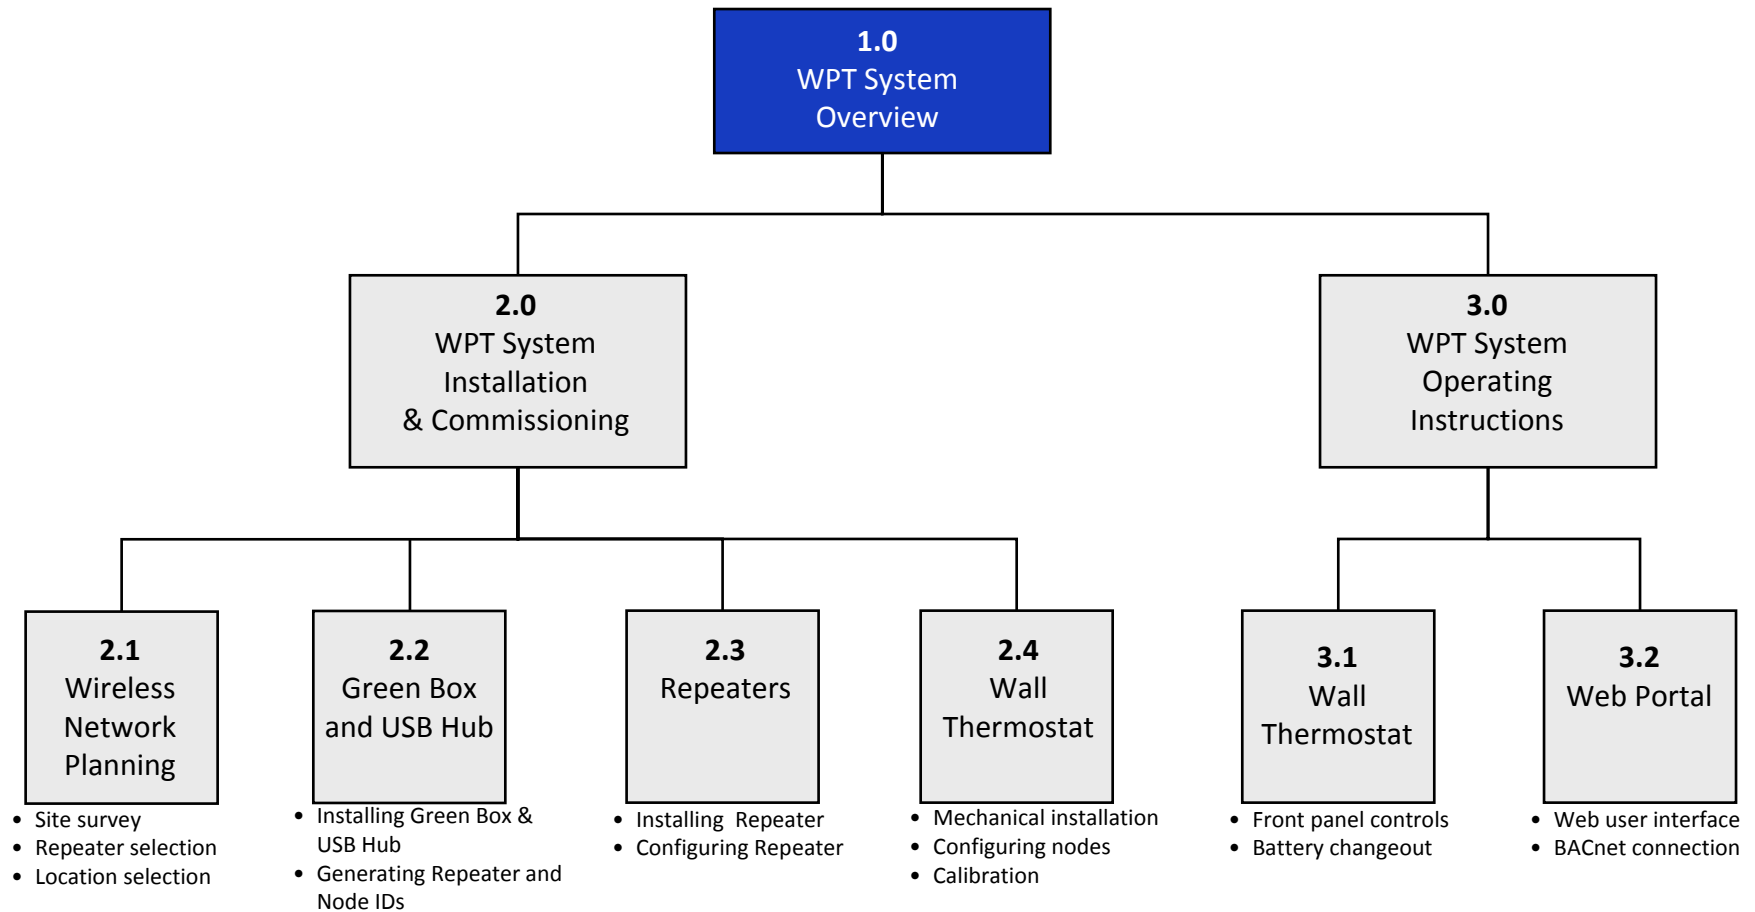 1.0
WPT System
Overview
2.0
WPT System
Installation
& Commissioning
3.0
WPT System
Operating
Instructions
2.1
Wireless
Network
Planning
• Site survey
• Repeater selection
• Location selection
2.2
Green Box
and USB Hub
• Installing Green Box &
USB Hub
• Generating Repeater and
Node IDs
2.3
Repeaters
• Installing Repeater
• Configuring Repeater
2.4
Wall
Thermostat
• Mechanical installation
• Configuring nodes
• Calibration
3.1
Wall
Thermostat
• Front panel controls
• Battery changeout
3.2
Web Portal
• Web user interface
• BACnet connection